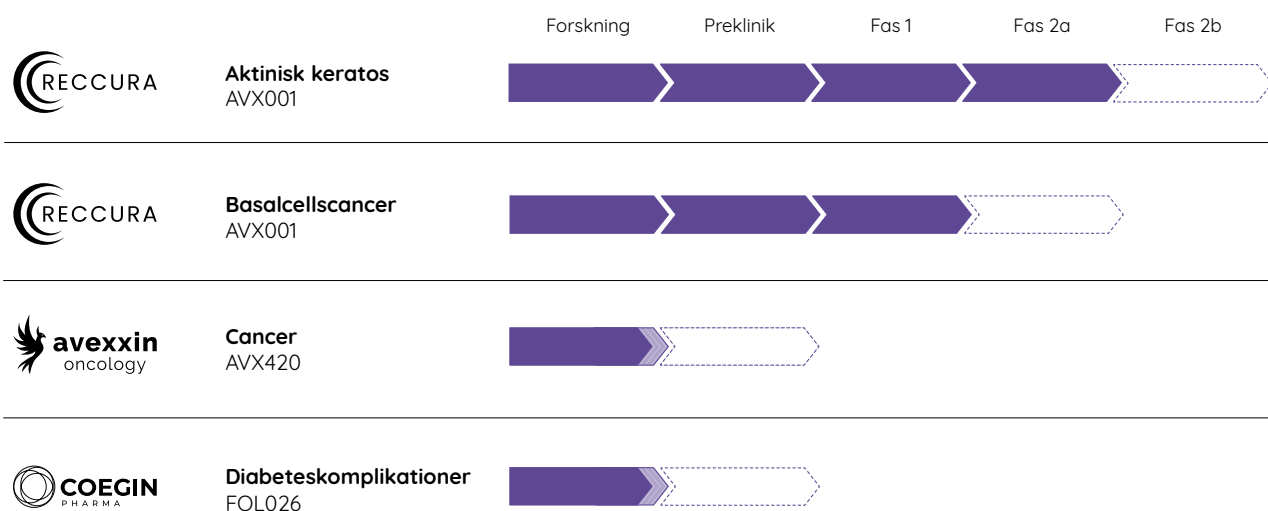 Forskning Preklinik Fas 1 Fas 2a Fas 2b
RECCURA
Aktinisk keratos
AVX001
RECCURA
Basalcellscancer
AVX001
avexxin
oncology
Cancer
AVX420
COEGIN
PHARMA
Diabeteskomplikationer
FOL026